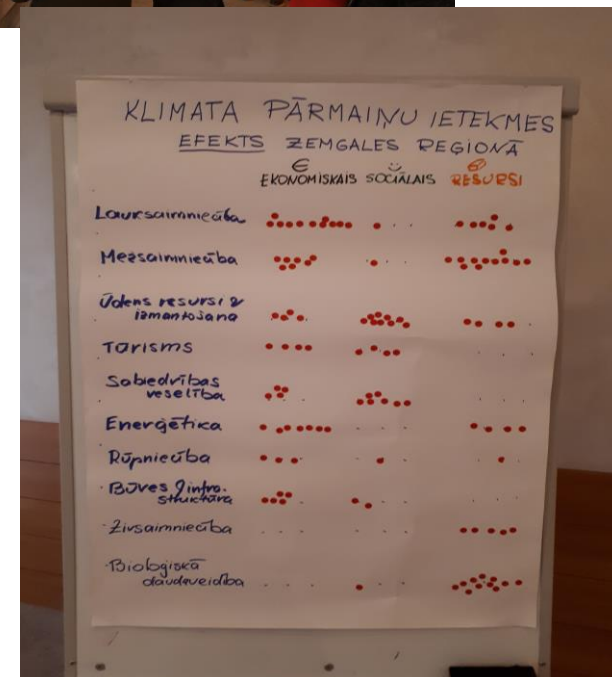 KLIMATA PĀRMAIŅU IETEKMES
EFEKTS ZEMGALES REĢIONĀ
€ EKONOMISKAIS SOCIĀLAIS RESURSI
Lauksaimniecība
Mežsaimniecība
Ūdens resursi &
izmantošana
TŪRISMS
Sabiedrības
veselība
Enerģētika
Rūpniecība
BŪVES & infra-
struktūra
Zivsaimniecība
Bioloģiskā
daudzveidība